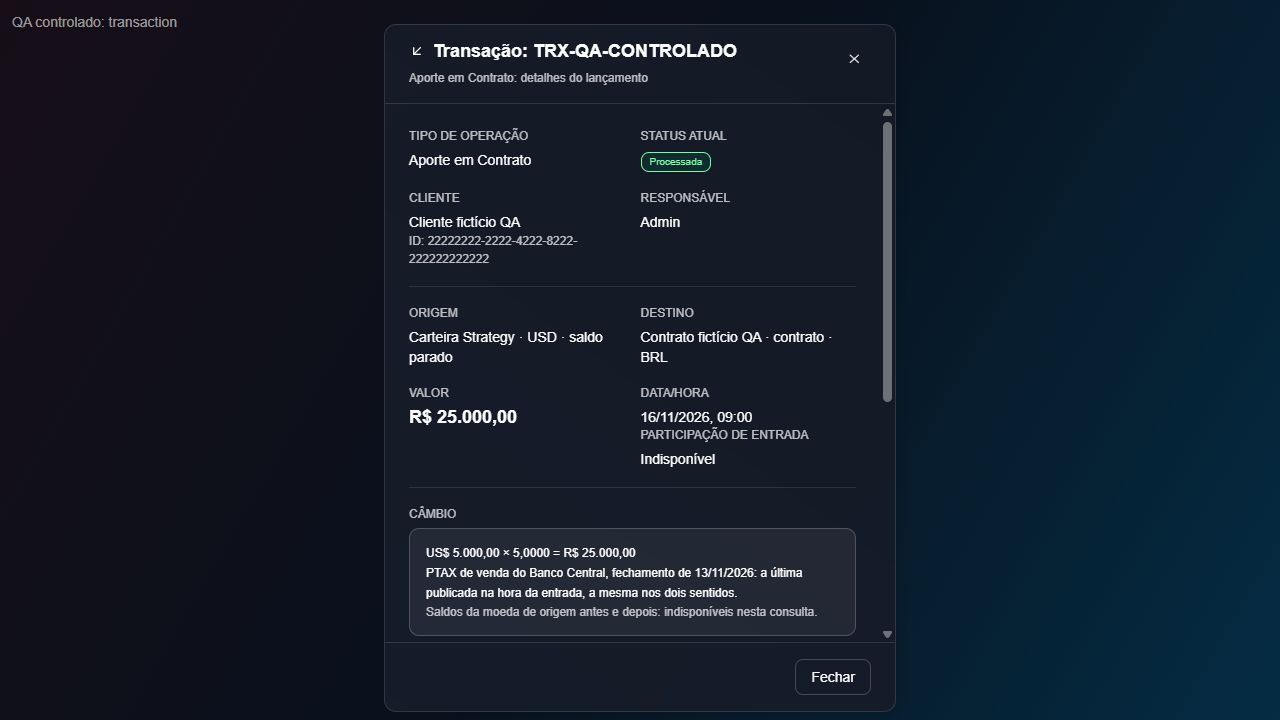 QA controlado: transaction
Transação: TRX-QA-CONTROLADO
Aporte em Contrato: detalhes do lançamento
TIPO DE OPERAÇÃO
Aporte em Contrato
STATUS ATUAL
Processada
CLIENTE
Cliente fictício QA
ID: 22222222-2222-4222-8222-
222222222222
RESPONSÁVEL
Admin
ORIGEM
Carteira Strategy · USD · saldo
parado
DESTINO
Contrato fictício QA · contrato ·
BRL
VALOR
R$ 25.000,00
DATA/HORA
16/11/2026, 09:00
PARTICIPAÇÃO DE ENTRADA
Indisponível
CÂMBIO
US$ 5.000,00 × 5,0000 = R$ 25.000,00
PTAX de venda do Banco Central, fechamento de 13/11/2026: a última
publicada na hora da entrada, a mesma nos dois sentidos.
Saldos da moeda de origem antes e depois: indisponíveis nesta consulta.
Fechar